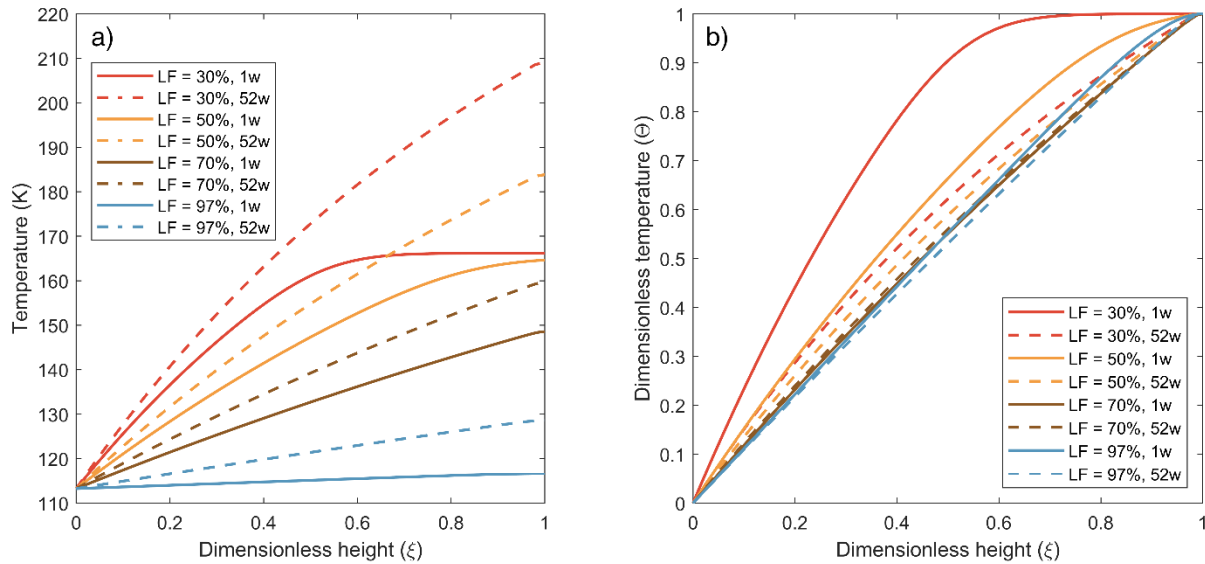 a)
220
210
200
190
180
170
160
150
140
130
120
110
Temperature (K)
LF = 30%, 1w
LF = 30%, 52w
LF = 50%, 1w
LF = 50%, 52w
LF = 70%, 1w
LF = 70%, 52w
LF = 97%, 1w
LF = 97%, 52w
0 0.2 0.4 0.6 0.8 1
Dimensionless height (ξ)
b)
1
0.9
0.8
0.7
0.6
0.5
0.4
0.3
0.2
0.1
0
Dimensionless temperature (Θ)
LF = 30%, 1w
LF = 30%, 52w
LF = 50%, 1w
LF = 50%, 52w
LF = 70%, 1w
LF = 70%, 52w
LF = 97%, 1w
LF = 97%, 52w
0 0.2 0.4 0.6 0.8 1
Dimensionless height (ξ)